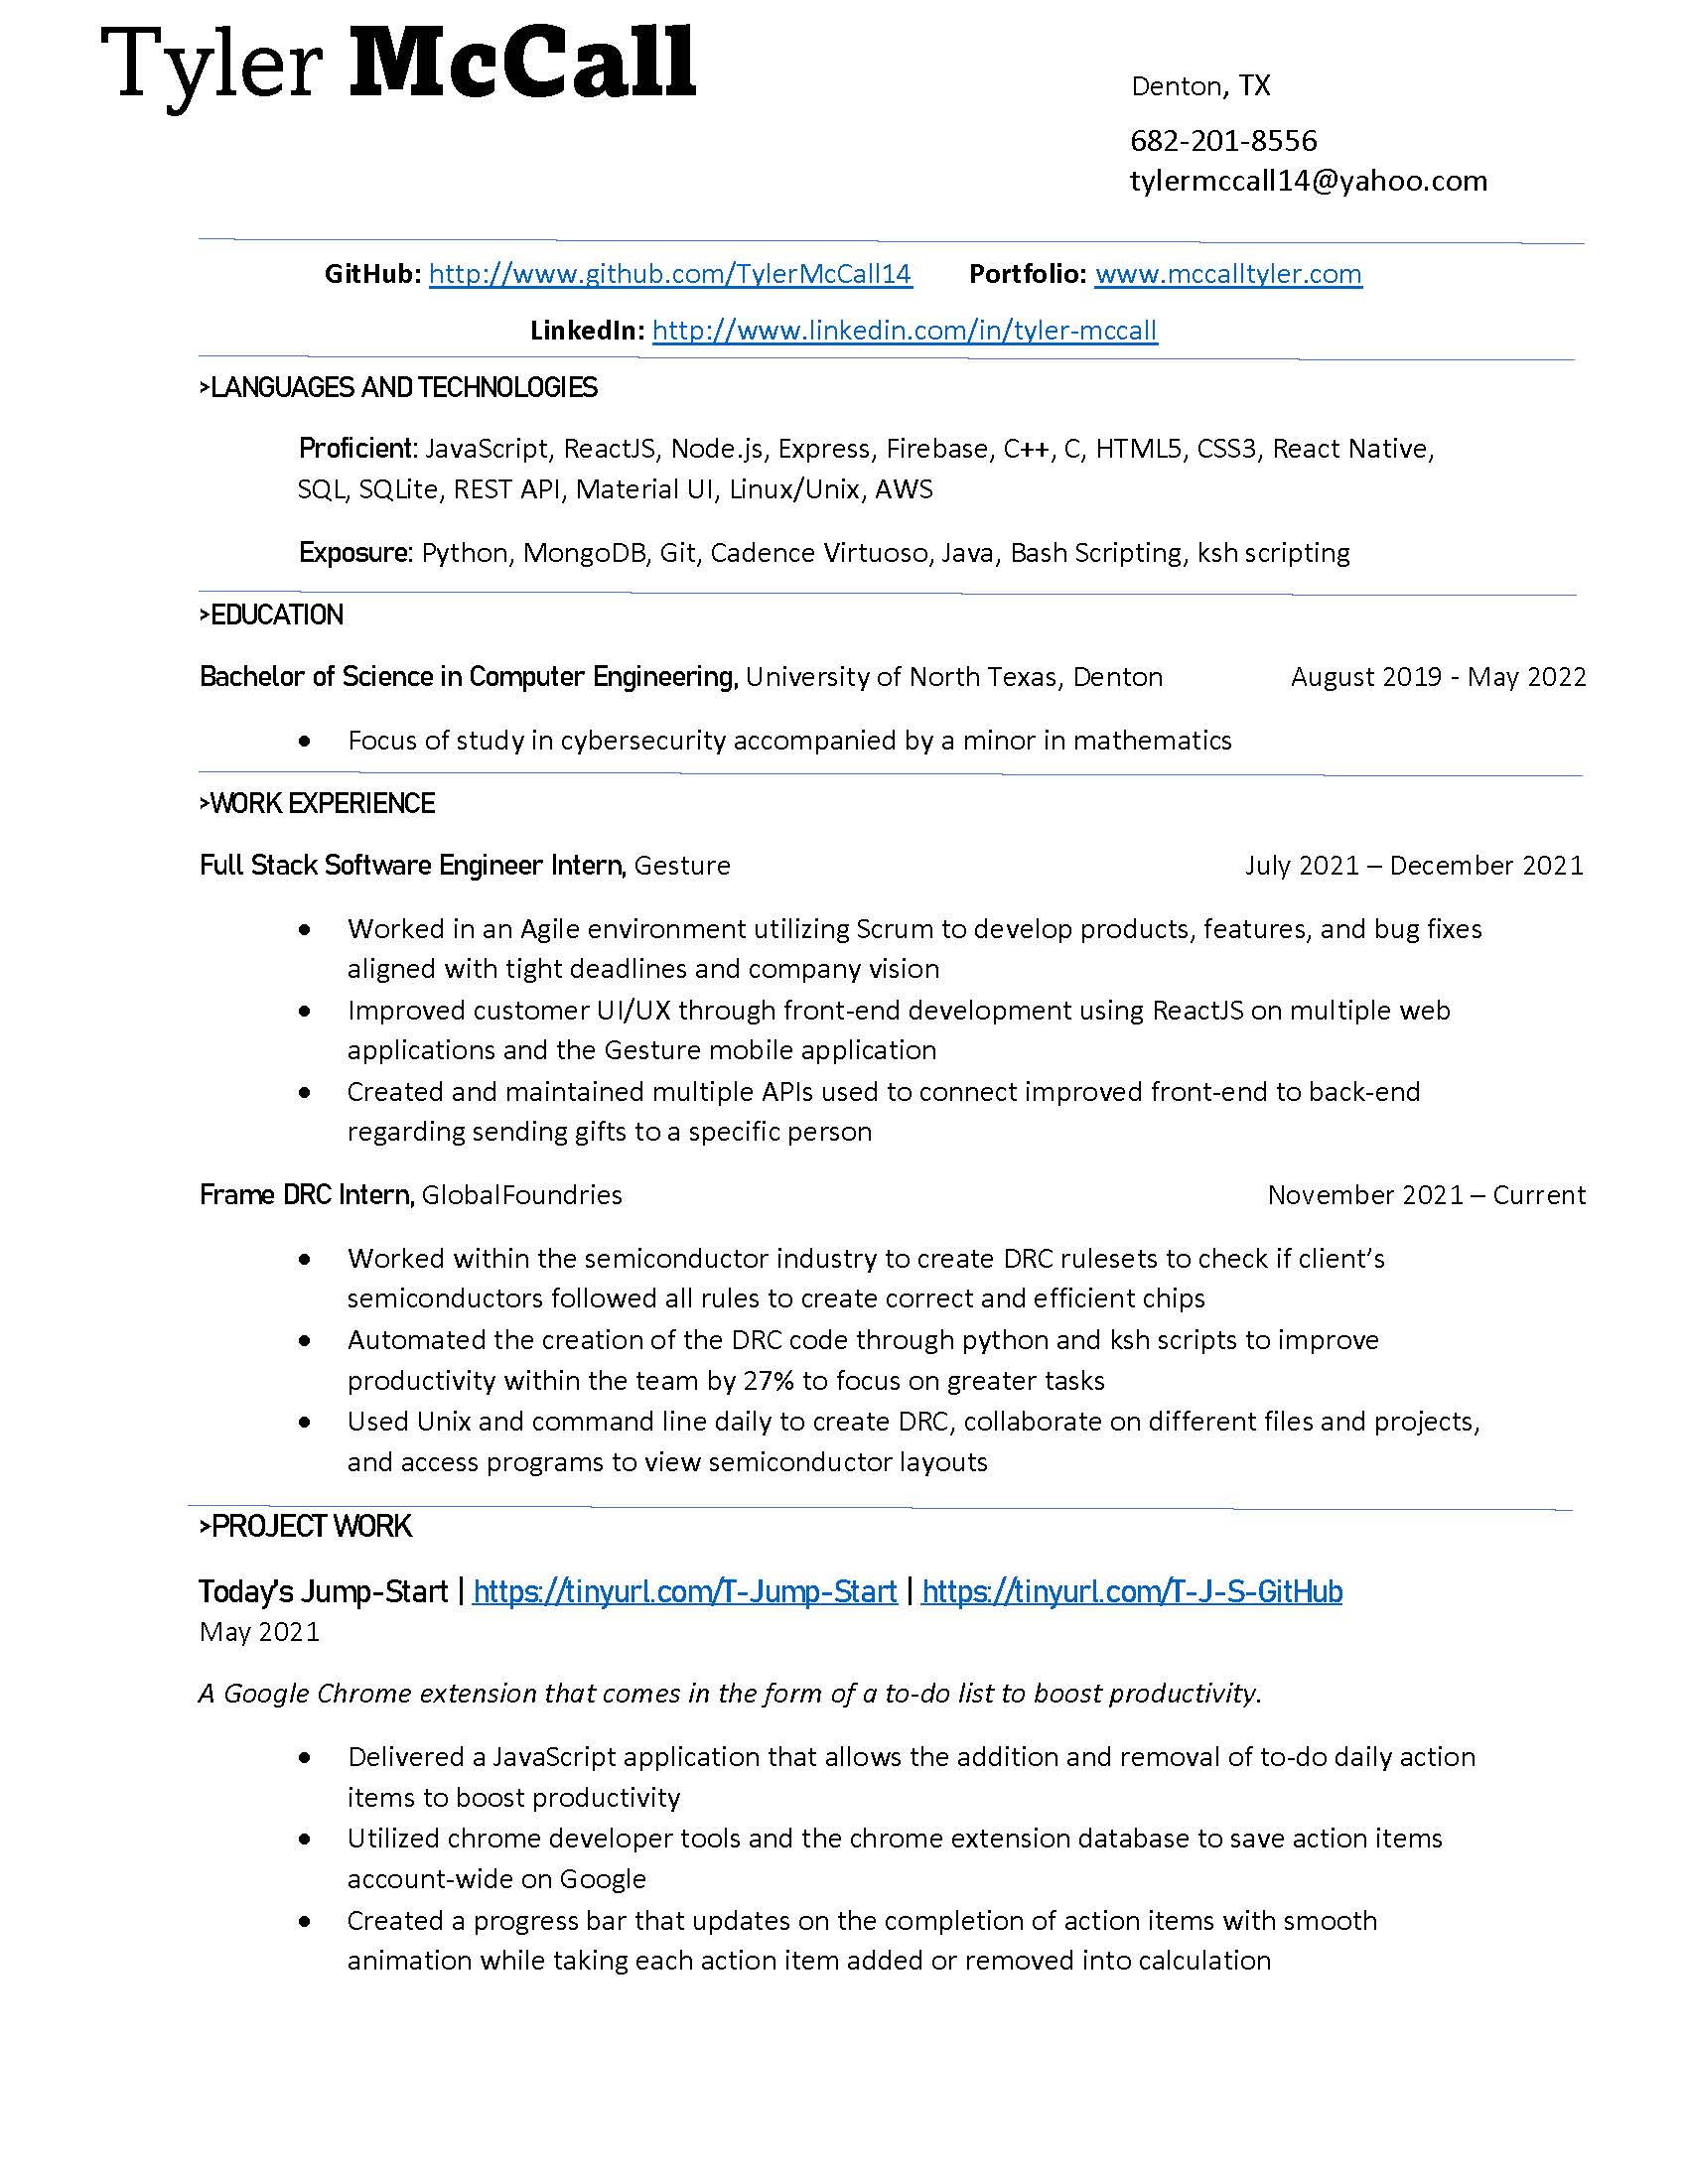 Tyler McCall
Denton, TX
682-201-8556
tylermccall14@yahoo.com
GitHub: http://www.github.com/TylerMcCall14 Portfolio: www.mccalltyler.com
LinkedIn: http://www.linkedin.com/in/tyler-mccall
>LANGUAGES AND TECHNOLOGIES
Proficient: JavaScript, ReactJS, Node.js, Express, Firebase, C++, C, HTML5, CSS3, React Native,
SQL, SQLite, REST API, Material UI, Linux/Unix, AWS
Exposure: Python, MongoDB, Git, Cadence Virtuoso, Java, Bash Scripting, ksh scripting
>EDUCATION
Bachelor of Science in Computer Engineering, University of North Texas, Denton August 2019 - May 2022
• Focus of study in cybersecurity accompanied by a minor in mathematics
>WORK EXPERIENCE
Full Stack Software Engineer Intern, Gesture July 2021 – December 2021
• Worked in an Agile environment utilizing Scrum to develop products, features, and bug fixes
aligned with tight deadlines and company vision
• Improved customer UI/UX through front-end development using ReactJS on multiple web
applications and the Gesture mobile application
• Created and maintained multiple APIs used to connect improved front-end to back-end
regarding sending gifts to a specific person
Frame DRC Intern, GlobalFoundries November 2021 – Current
• Worked within the semiconductor industry to create DRC rulesets to check if client’s
semiconductors followed all rules to create correct and efficient chips
• Automated the creation of the DRC code through python and ksh scripts to improve
productivity within the team by 27% to focus on greater tasks
• Used Unix and command line daily to create DRC, collaborate on different files and projects,
and access programs to view semiconductor layouts
>PROJECT WORK
Today’s Jump-Start | https://tinyurl.com/T-Jump-Start | https://tinyurl.com/T-J-S-GitHub
May 2021
A Google Chrome extension that comes in the form of a to-do list to boost productivity.
• Delivered a JavaScript application that allows the addition and removal of to-do daily action
items to boost productivity
• Utilized chrome developer tools and the chrome extension database to save action items
account-wide on Google
• Created a progress bar that updates on the completion of action items with smooth
animation while taking each action item added or removed into calculation